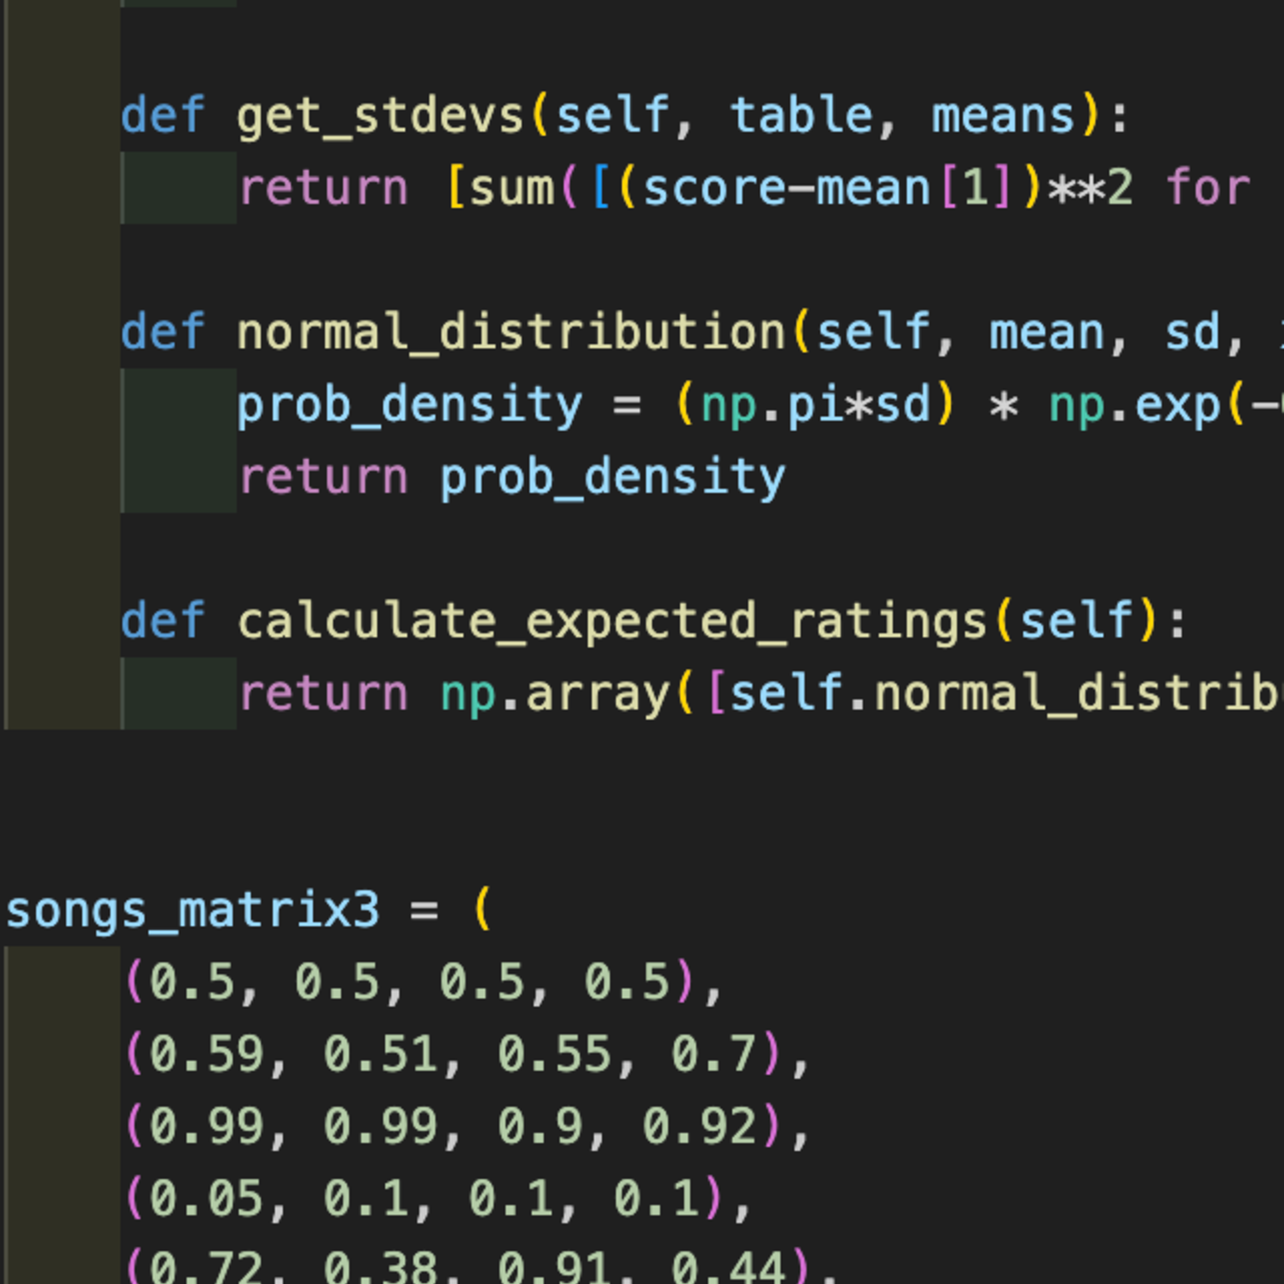 def get_stdevs(self, table, means):
return [sum([(score-mean[1])**2 for
def normal_distribution(self, mean, sd,
prob_density = (np.pi*sd) * np.exp(-
return prob_density
def calculate_expected_ratings(self):
return np.array([self.normal_distrib
songs_matrix3 = (
(0.5, 0.5, 0.5, 0.5),
(0.59, 0.51, 0.55, 0.7),
(0.99, 0.99, 0.9, 0.92),
(0.05, 0.1, 0.1, 0.1),
(0.72, 0.38, 0.91, 0.44),